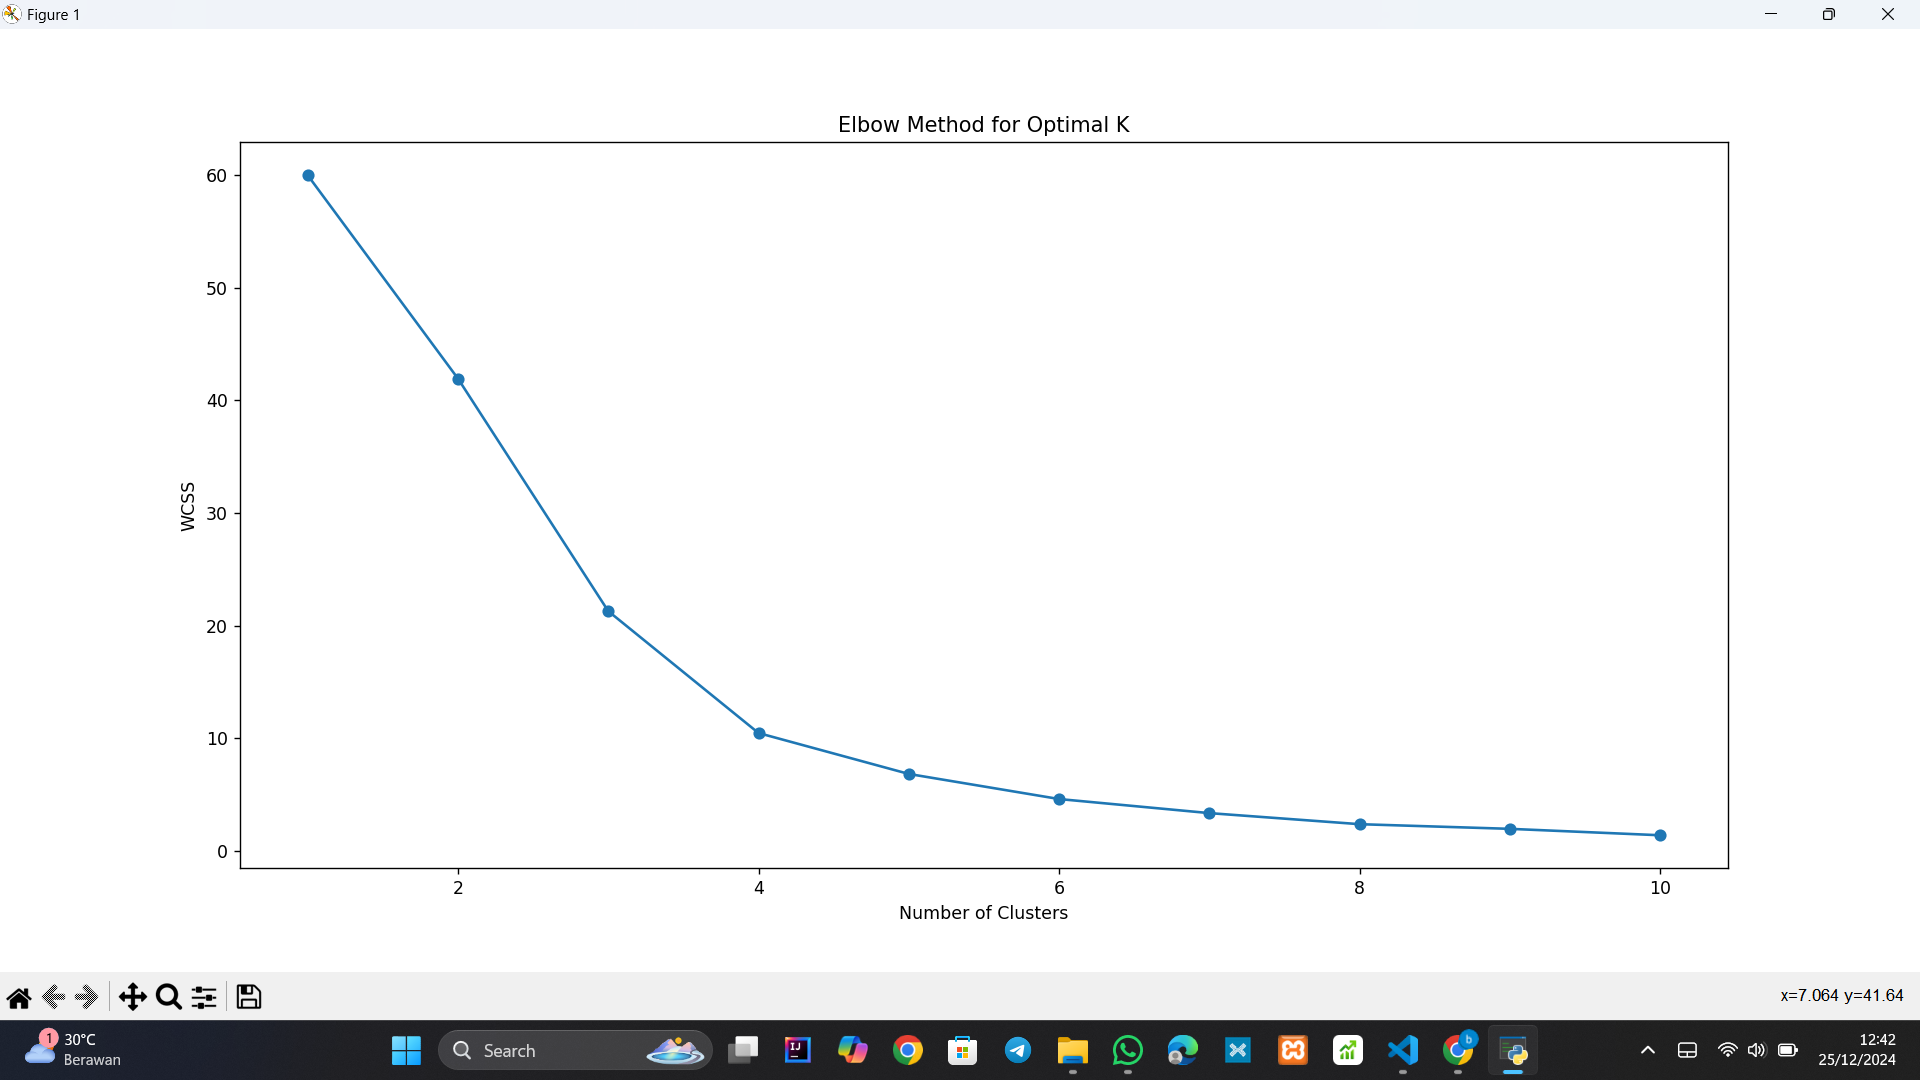 Figure 1
Elbow Method for Optimal K
60
50
40
30
20
10
0
WCSS
2 4 6 8 10
Number of Clusters
x=7.064 y=41.64
1
30°C
Berawan
Search
IJ
b
12:42
25/12/2024